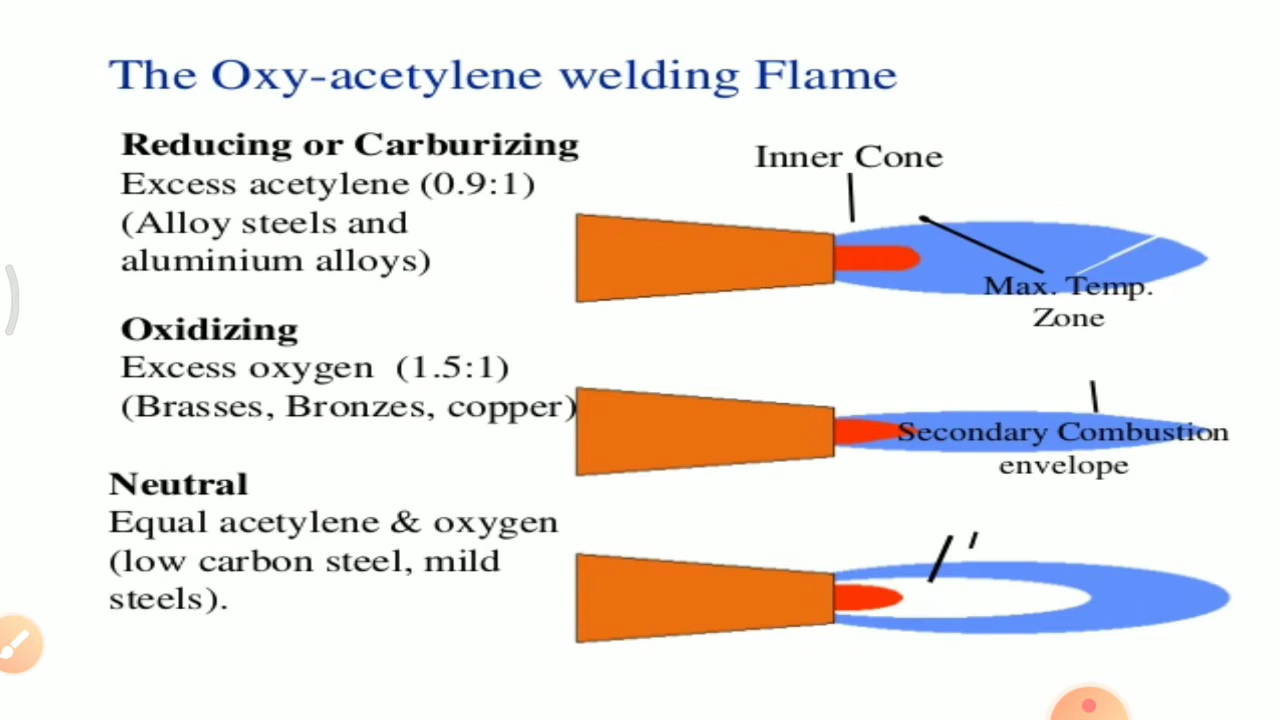 The Oxy-acetylene welding Flame
Reducing or Carburizing
Excess acetylene (0.9:1)
(Alloy steels and
aluminium alloys)
Oxidizing
Excess oxygen (1.5:1)
(Brasses, Bronzes, copper)
Neutral
Equal acetylene & oxygen
(low carbon steel, mild
steels).
Inner Cone
Max. Temp.
Zone
Secondary Combustion
envelope